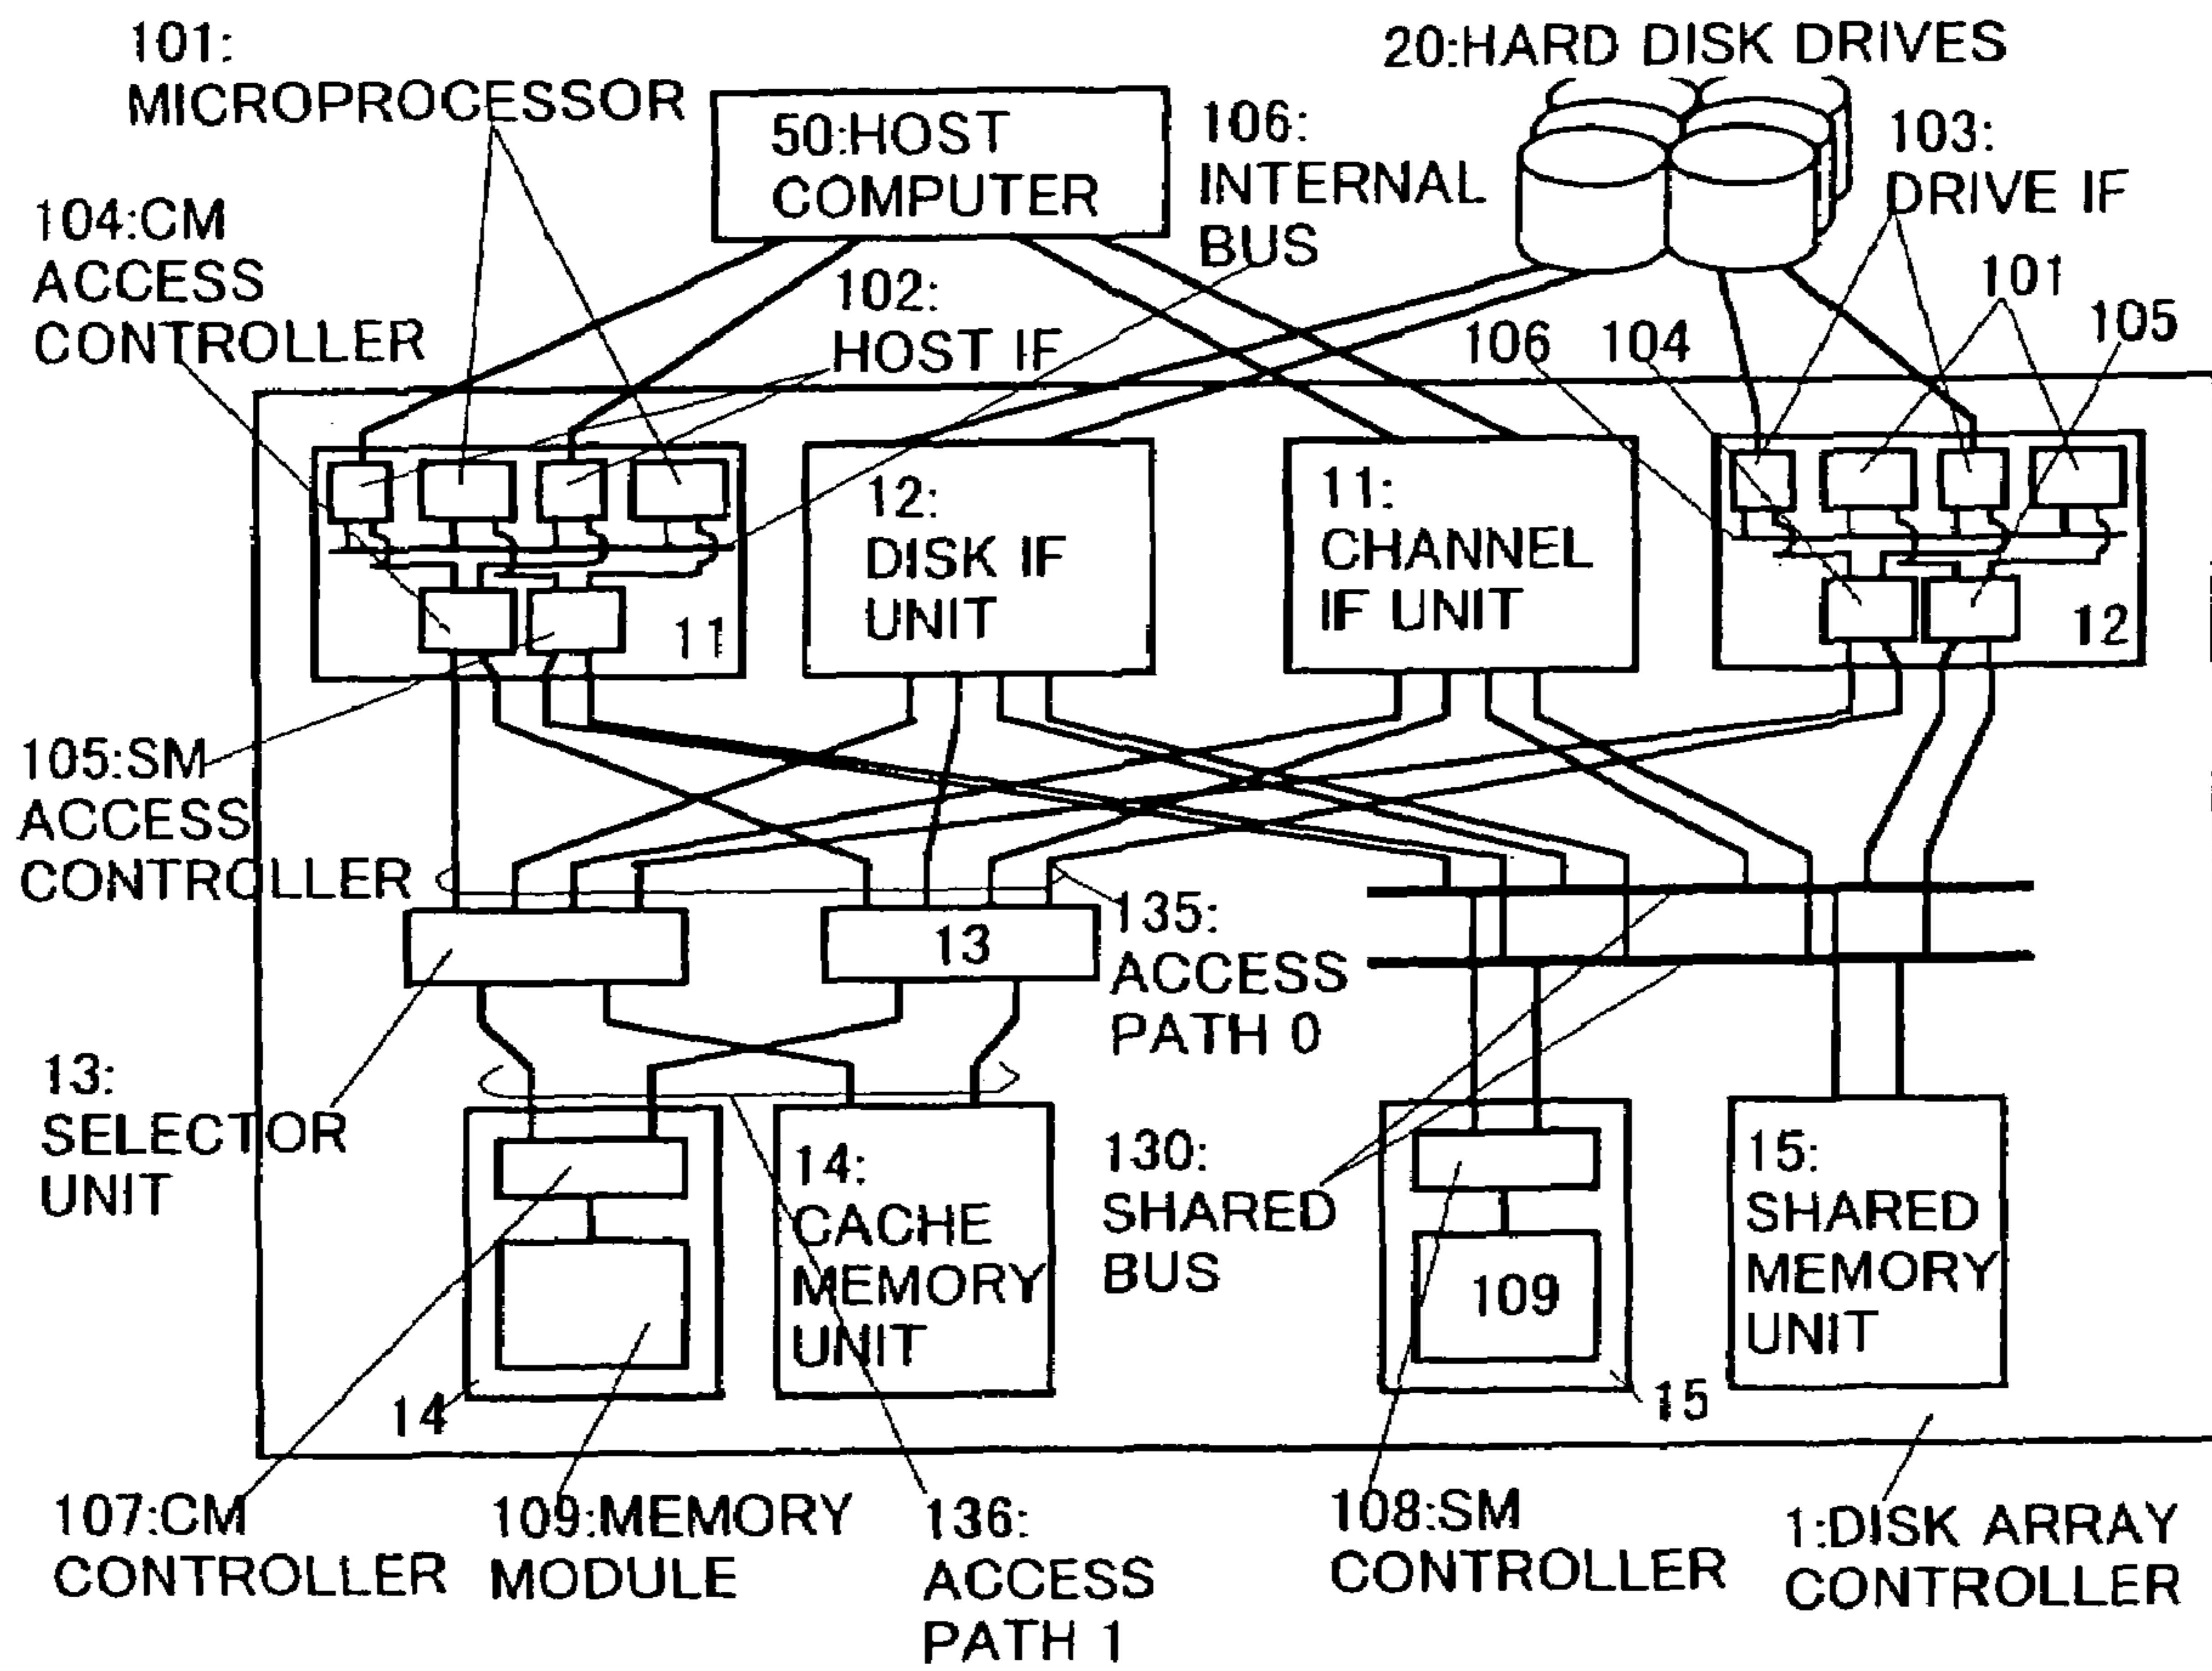 101:
MICROPROCESSOR
20:HARD DISK DRIVES
50:HOST
COMPUTER
106:
INTERNAL
BUS
103:
DRIVE IF
104:CM
ACCESS
CONTROLLER
102:
HOST IF
101
106
104
105
12:
DISK IF
UNIT
11:
CHANNEL
IF UNIT
11
12
105:SM
ACCESS
CONTROLLER
13
135:
ACCESS
PATH 0
13:
SELECTOR
UNIT
14:
CACHE
MEMORY
UNIT
130:
SHARED
BUS
109
15:
SHARED
MEMORY
UNIT
14
15
107:CM
CONTROLLER
109:MEMORY
MODULE
136:
ACCESS
PATH 1
108:SM
CONTROLLER
1:DISK ARRAY
CONTROLLER